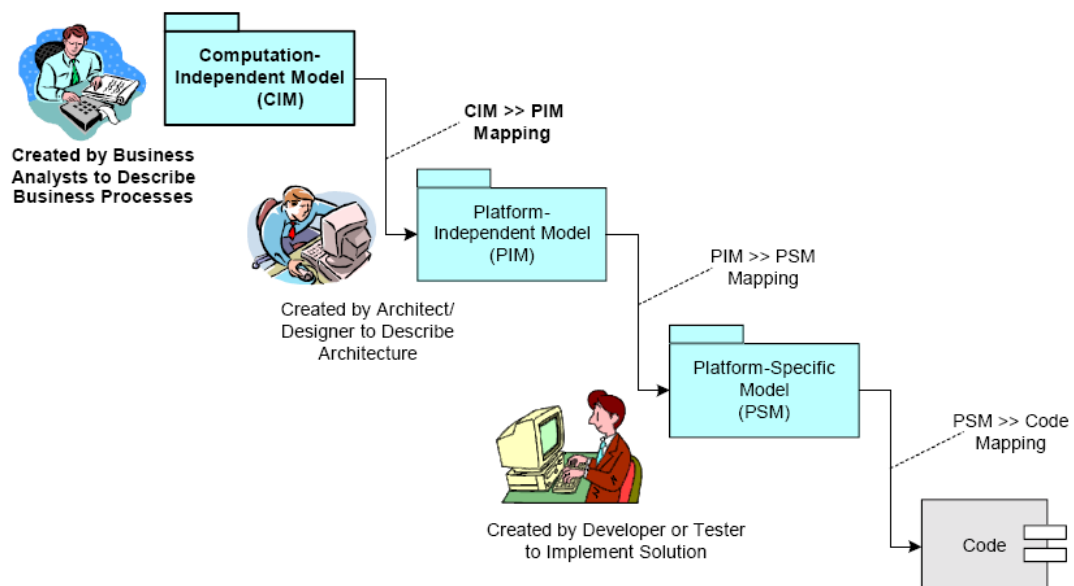 Computation-
Independent Model
(CIM)
CIM >> PIM
Mapping
Created by Business
Analysts to Describe
Business Processes
Platform-
Independent Model
(PIM)
PIM >> PSM
Mapping
Created by Architect/
Designer to Describe
Architecture
Platform-Specific
Model
(PSM)
PSM >> Code
Mapping
Created by Developer or Tester
to Implement Solution
Code